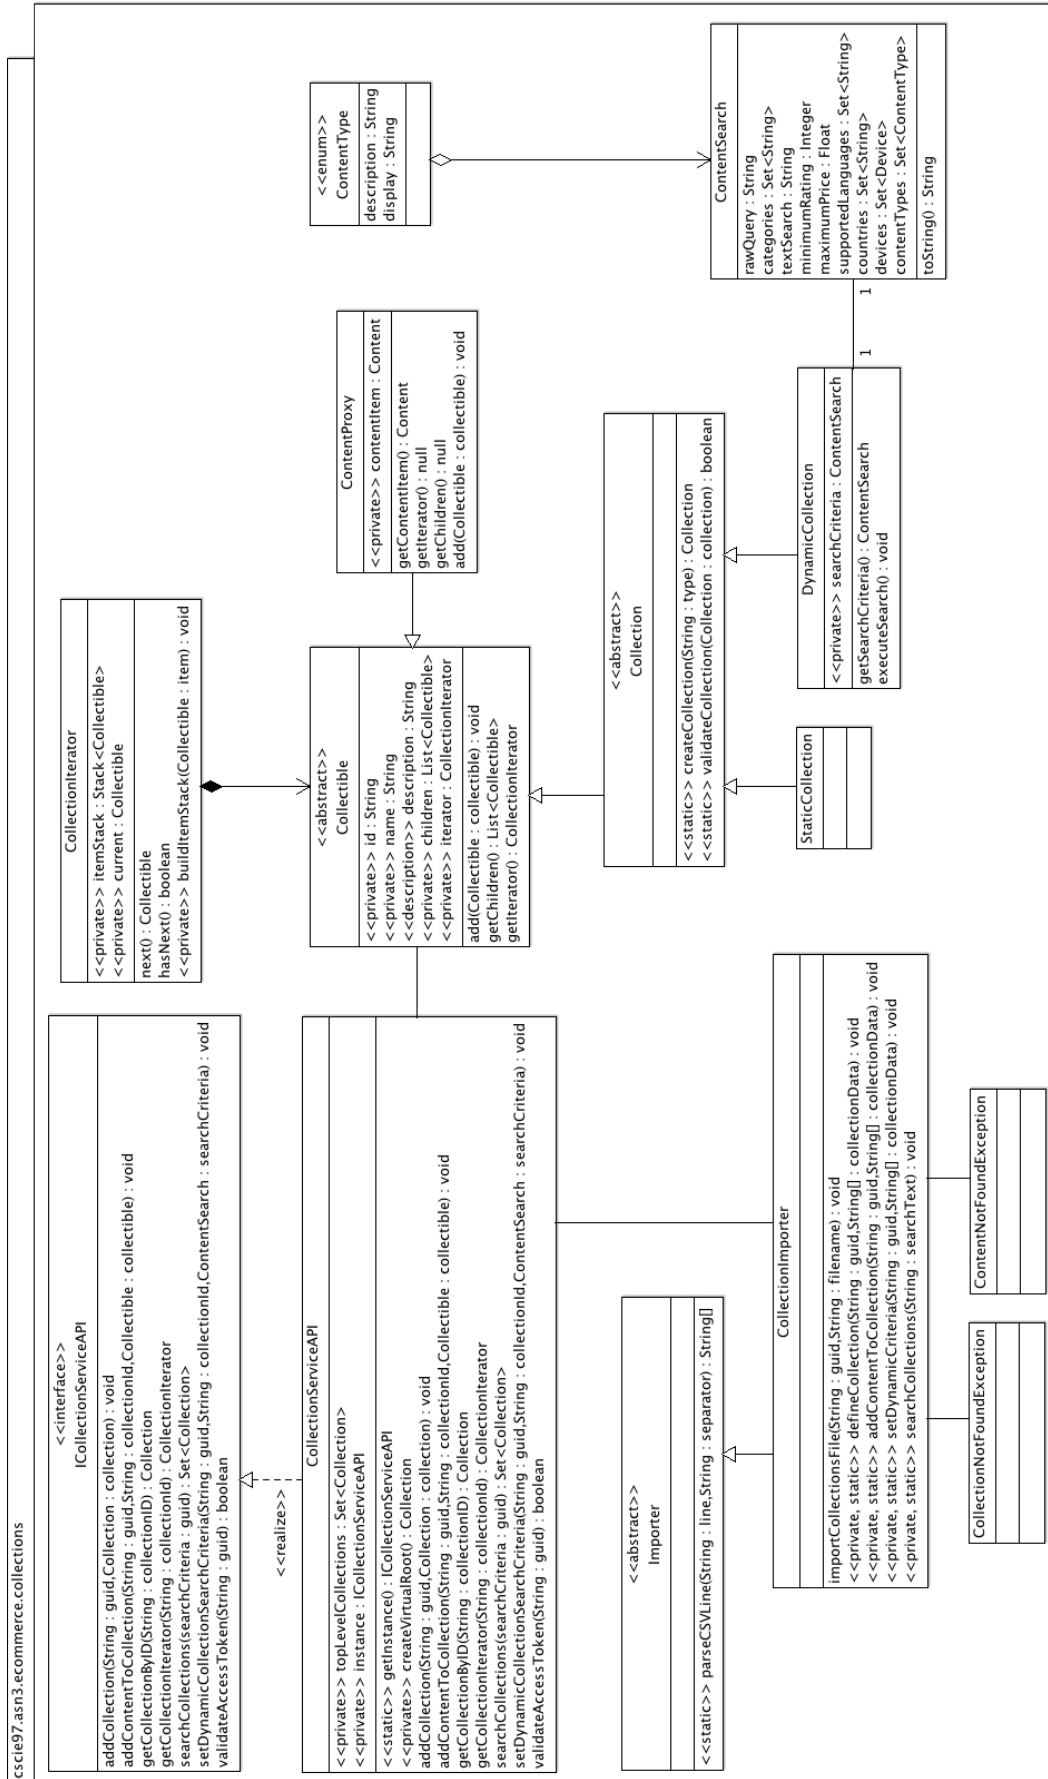 cscie97.asn3.ecommerce.collections
<<interface>>
ICollectionServiceAPI
addCollection(String : guid,Collection : collection) : void
addContentToCollection(String : guid,String : collectionId,Collectible : collectible) : void
getCollectionByID(String : collectionID) : Collection
getCollectionIterator(String : collectionId) : CollectionIterator
searchCollections(searchCriteria : guid) : Set<Collection>
setDynamicCollectionSearchCriteria(String : guid,String : collectionId,ContentSearch : searchCriteria) : void
validateAccessToken(String : guid) : boolean
<<realize>>
CollectionServiceAPI
<<private>> topLevelCollections : Set<Collection>
<<private>> instance : ICollectionServiceAPI
<<static>> getInstance() : ICollectionServiceAPI
<<private>> createVirtualRoot() : Collection
addCollection(String : guid,Collection : collection) : void
addContentToCollection(String : guid,String : collectionId,Collectible : collectible) : void
getCollectionByID(String : collectionID) : Collection
getCollectionIterator(String : collectionId) : CollectionIterator
searchCollections(searchCriteria : guid) : Set<Collection>
setDynamicCollectionSearchCriteria(String : guid,String : collectionId,ContentSearch : searchCriteria) : void
validateAccessToken(String : guid) : boolean
<<abstract>>
Importer
<<static>> parseCSVLine(String : line,String : separator) : String[]
CollectionImporter
importCollectionsFile(String : guid,String : filename) : void
<<private, static>> defineCollection(String : guid,String[] : collectionData) : void
<<private, static>> addContentToCollection(String : guid,String[] : collectionData) : void
<<private, static>> setDynamicCriteria(String : guid,String[] : collectionData) : void
<<private, static>> searchCollections(String : searchText) : void
CollectionNotFoundException
ContentNotFoundException
CollectionIterator
<<private>> itemStack : Stack<Collectible>
<<private>> current : Collectible
next() : Collectible
hasNext() : boolean
<<private>> buildItemStack(Collectible : item) : void
<<abstract>>
Collectible
<<private>> id : String
<<private>> name : String
<<description>> description : String
<<private>> children : List<Collectible>
<<private>> iterator : CollectionIterator
add(Collectible : collectible) : void
getChildren() : List<Collectible>
getIterator() : CollectionIterator
ContentProxy
<<private>> contentItem : Content
getContentItem() : Content
getIterator() : null
getChildren() : null
add(Collectible : collectible) : void
<<abstract>>
Collection
<<static>> createCollection(String : type) : Collection
<<static>> validateCollection(Collection : collection) : boolean
StaticCollection
DynamicCollection
<<private>> searchCriteria : ContentSearch
getSearchCriteria() : ContentSearch
executeSearch() : void
1
1
<<enum>>
ContentType
description : String
display : String
ContentSearch
rawQuery : String
categories : Set<String>
textSearch : String
minimumRating : Integer
maximumPrice : Float
supportedLanguages : Set<String>
countries : Set<String>
devices : Set<Device>
contentTypes : Set<ContentType>
toString() : String